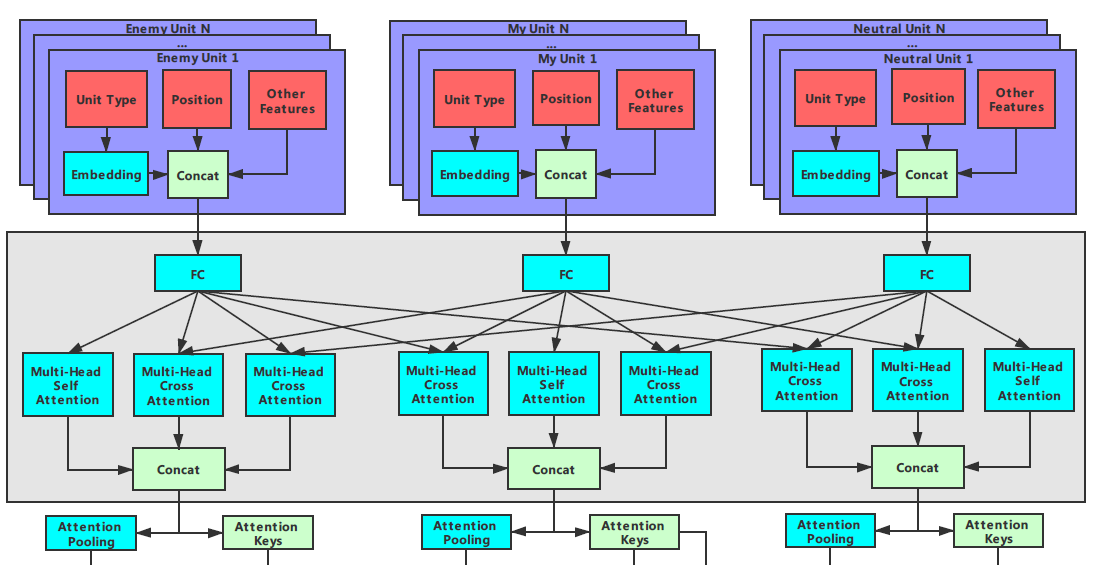 Enemy Unit N
...
Enemy Unit 1
Unit Type
Position
Other
Features
Embedding
Concat
My Unit N
...
My Unit 1
Unit Type
Position
Other
Features
Embedding
Concat
Neutral Unit N
...
Neutral Unit 1
Unit Type
Position
Other
Features
Embedding
Concat
FC
FC
FC
Multi-Head
Self
Attention
Multi-Head
Cross
Attention
Multi-Head
Cross
Attention
Multi-Head
Cross
Attention
Multi-Head
Self
Attention
Multi-Head
Cross
Attention
Multi-Head
Cross
Attention
Multi-Head
Cross
Attention
Multi-Head
Self
Attention
Concat
Concat
Concat
Attention
Pooling
Attention
Keys
Attention
Pooling
Attention
Keys
Attention
Pooling
Attention
Keys